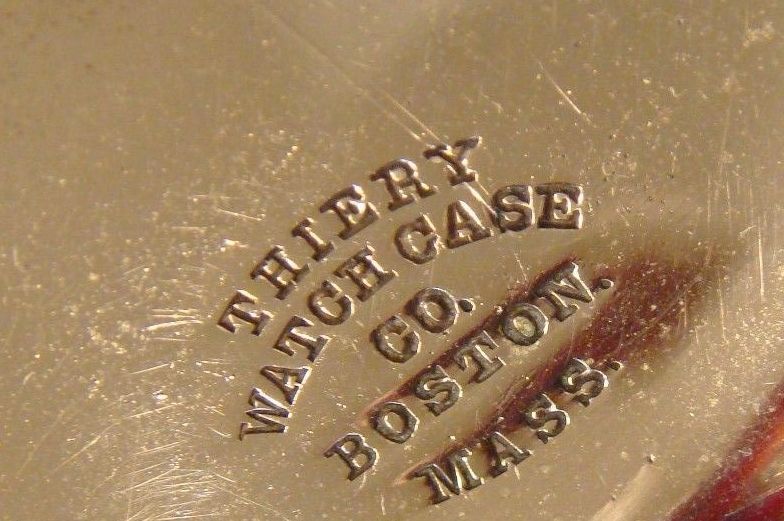 THIERY
WATCH CASE
CO.
BOSTON.
MASS.